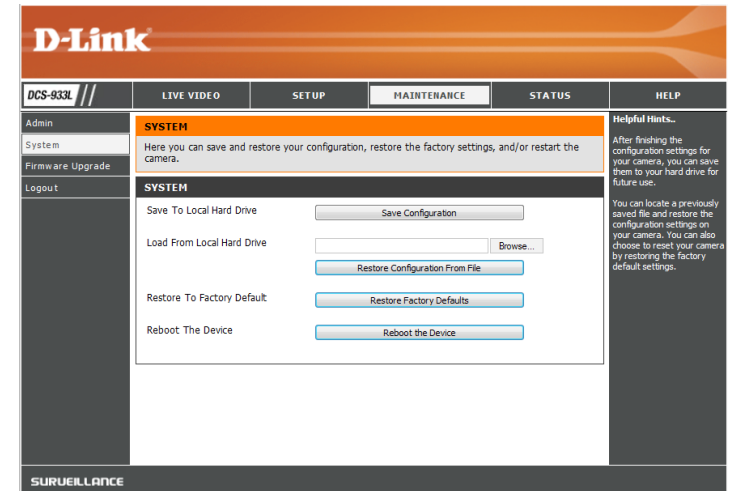 D-Link
DCS-933L // LIVE VIDEO SETUP MAINTENANCE STATUS HELP
Admin
System
Firmware Upgrade
Logout
SYSTEM
Here you can save and restore your configuration, restore the factory settings, and/or restart the
camera.
SYSTEM
Save To Local Hard Drive Save Configuration
Load From Local Hard Drive Browse...
Restore Configuration From File
Restore To Factory Default Restore Factory Defaults
Reboot The Device Reboot the Device
Helpful Hints..
After finishing the
configuration settings for
your camera, you can save
them to your hard drive for
future use.
You can locate a previously
saved file and restore the
configuration settings on
your camera. You can also
choose to reset your camera
by restoring the factory
default settings.
SURVEILLANCE